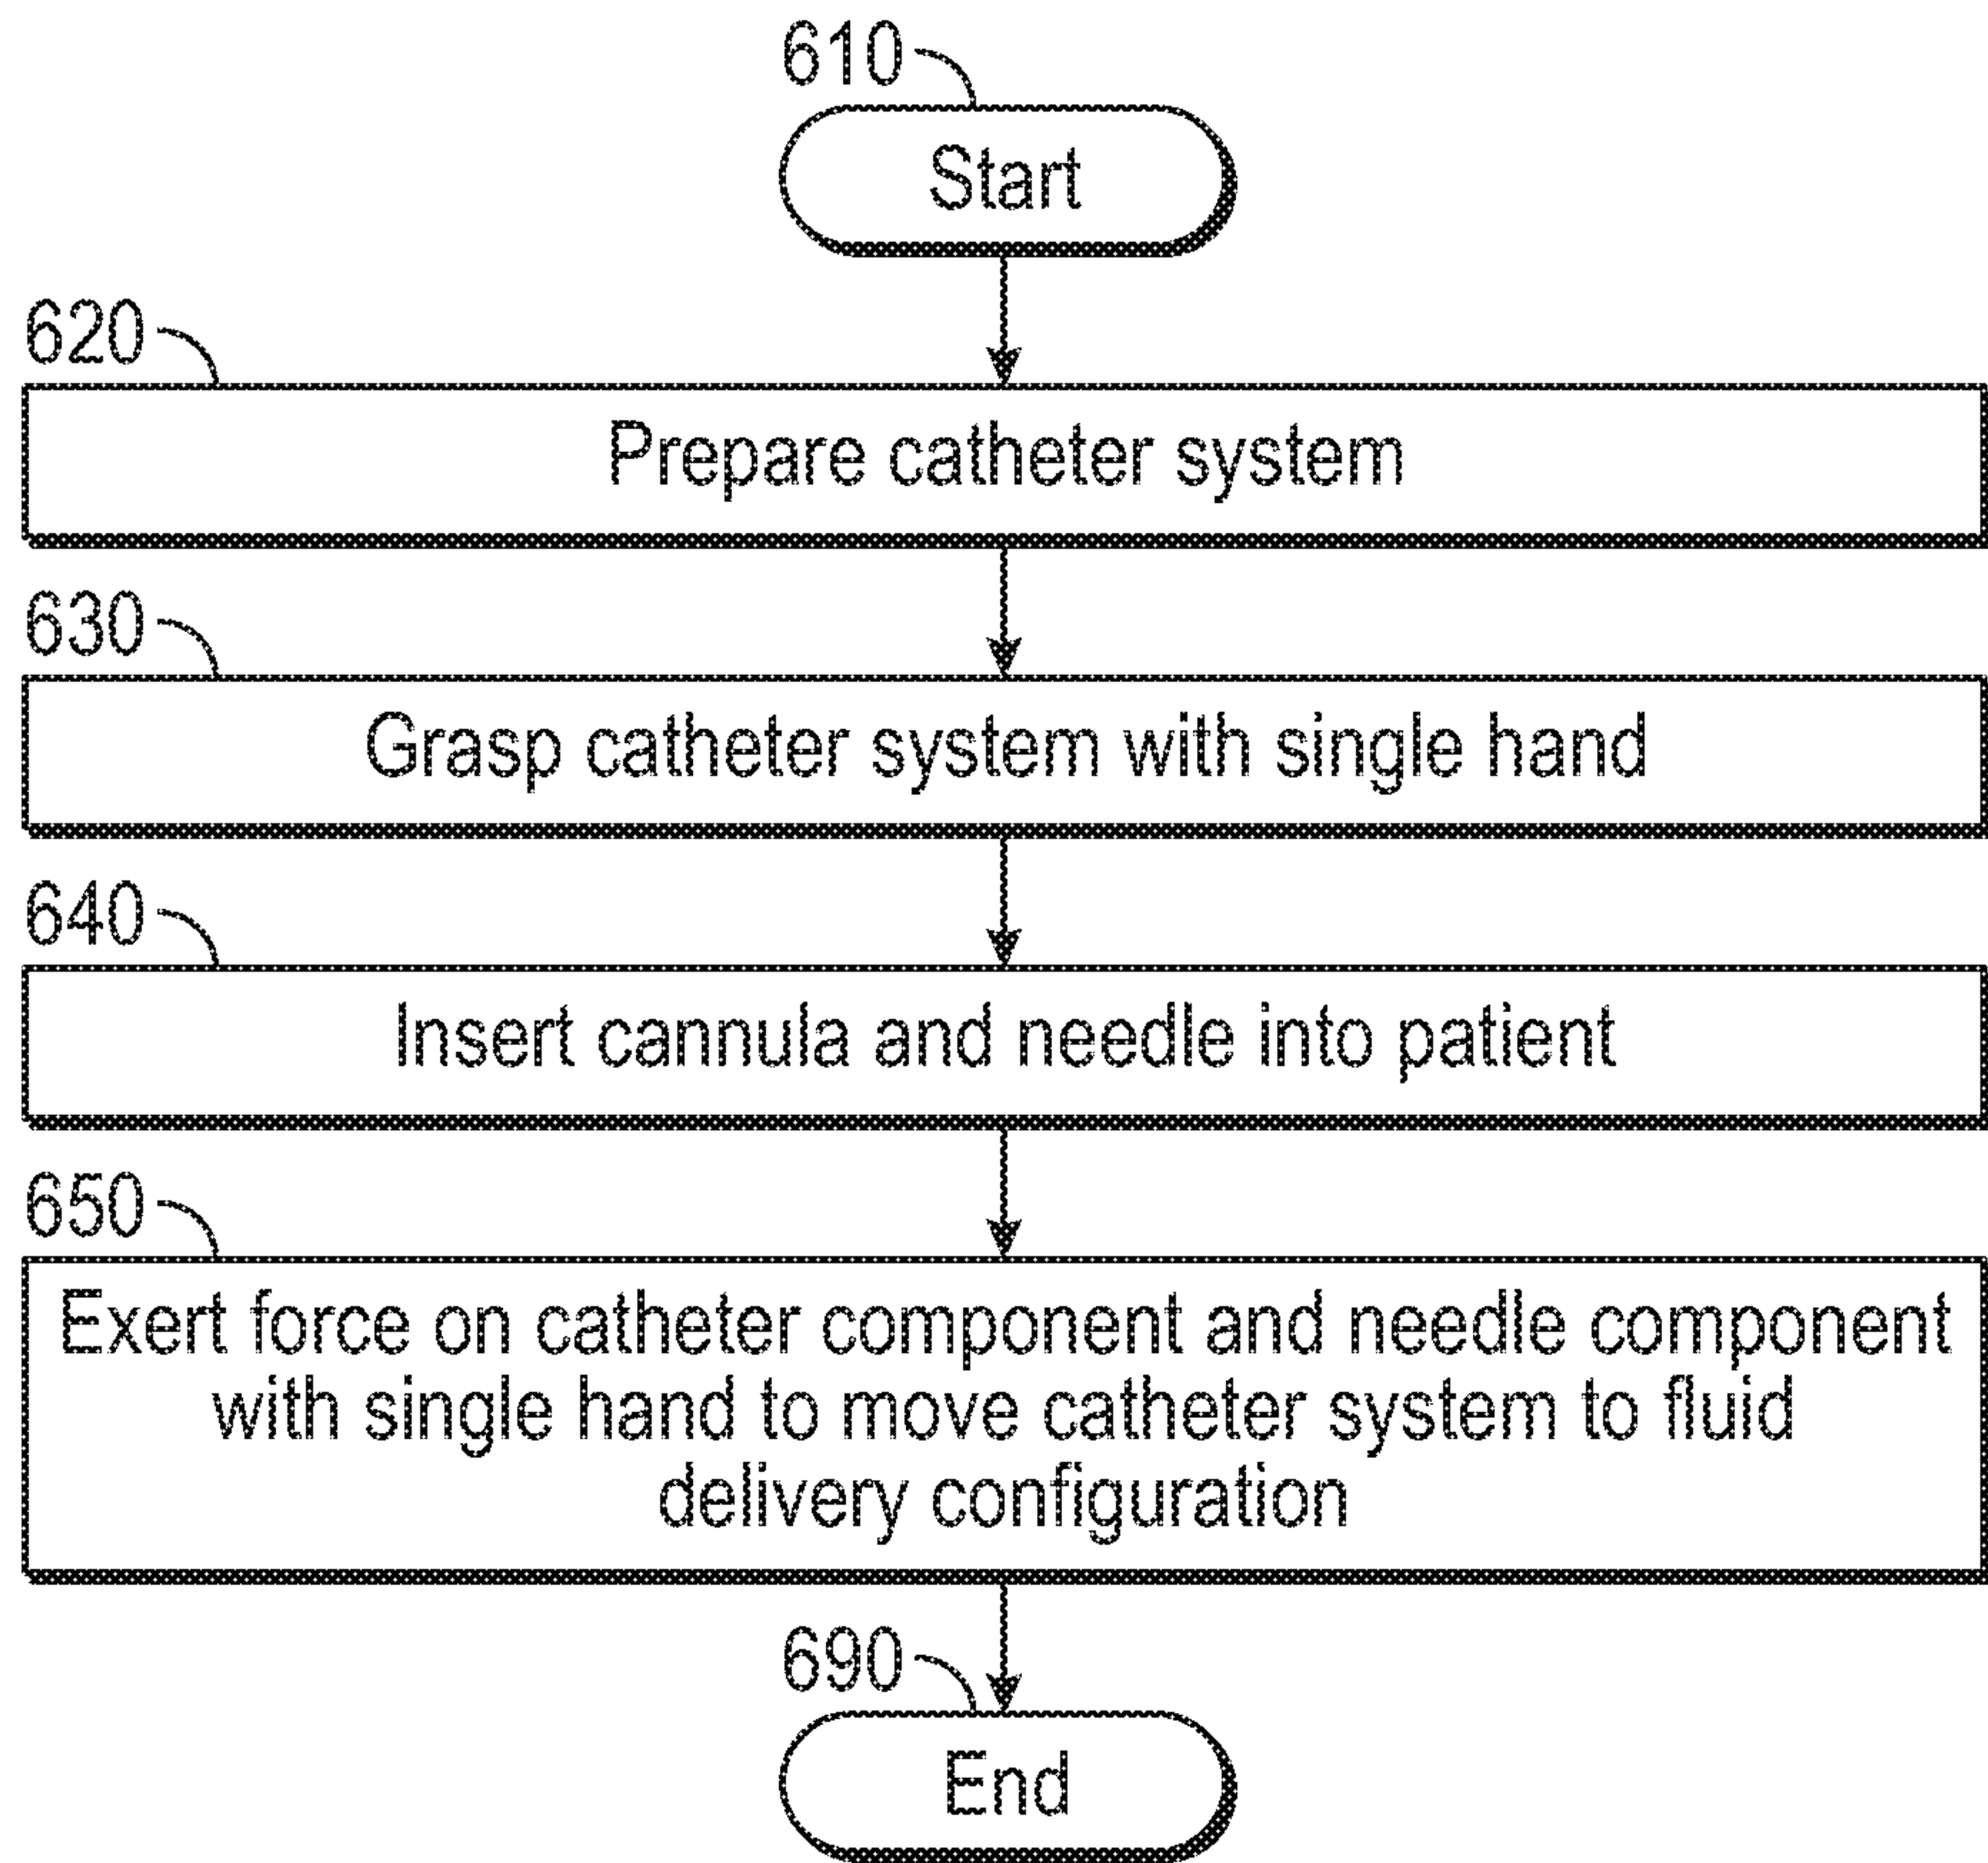 610
Start
620
Prepare catheter system
630
Grasp catheter system with single hand
640
Insert cannula and needle into patient
650
Exert force on catheter component and needle component
with single hand to move catheter system to fluid
delivery configuration
690
End